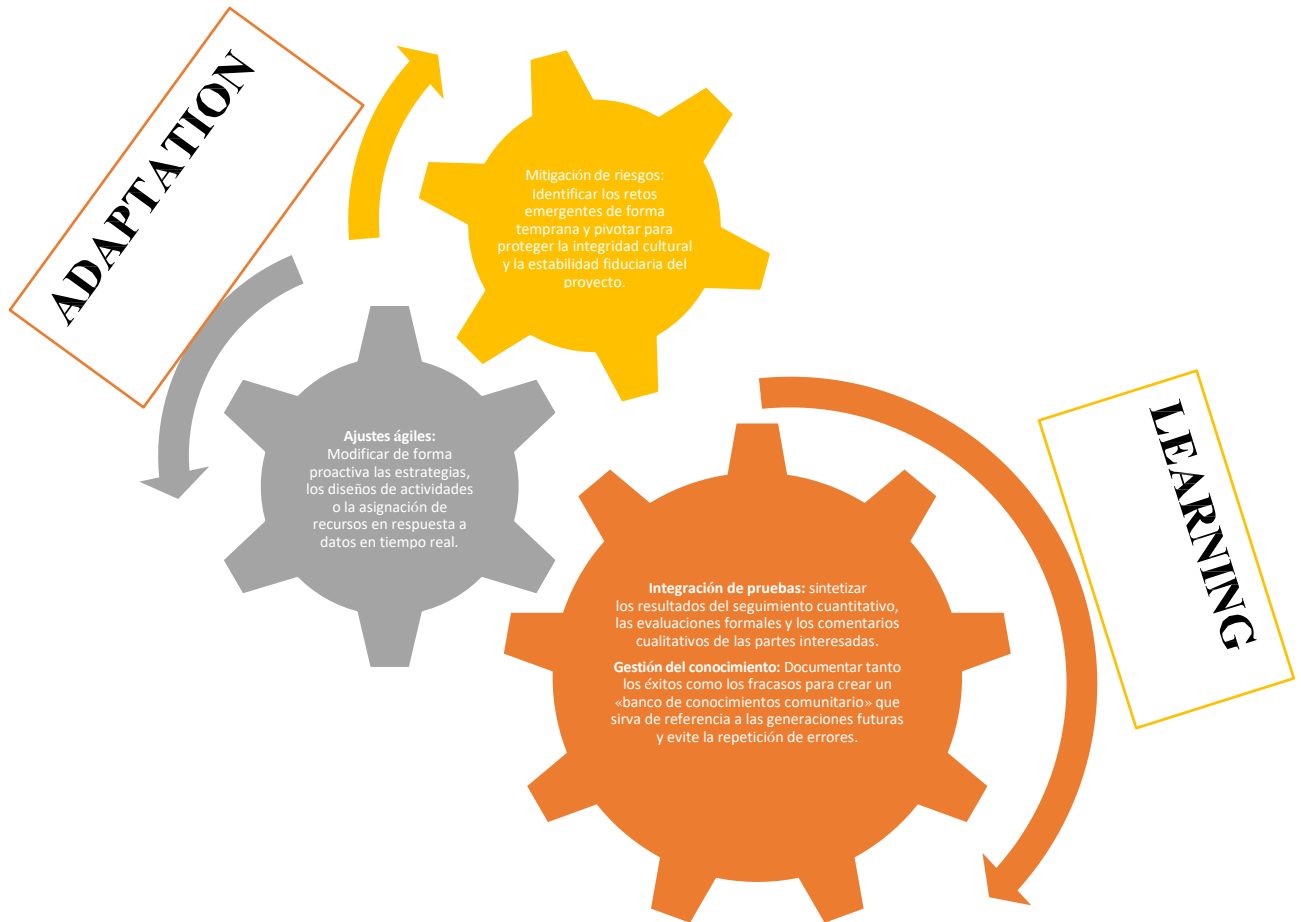 ADAPTATION
Mitigación de riesgos:
Identificar los retos
emergentes de forma
temprana y pivotar para
proteger la integridad cultural
y la estabilidad fiduciaria del
proyecto.
Ajustes ágiles:
Modificar de forma
proactiva las estrategias,
los diseños de actividades
o la asignación de
recursos en respuesta a
datos en tiempo real.
LEARNING
Integración de pruebas: sintetizar
los resultados del seguimiento cuantitativo,
las evaluaciones formales y los comentarios
cualitativos de las partes interesadas.
Gestión del conocimiento: Documentar tanto
los éxitos como los fracasos para crear un
«banco de conocimientos comunitario» que
sirva de referencia a las generaciones futuras
y evite la repetición de errores.